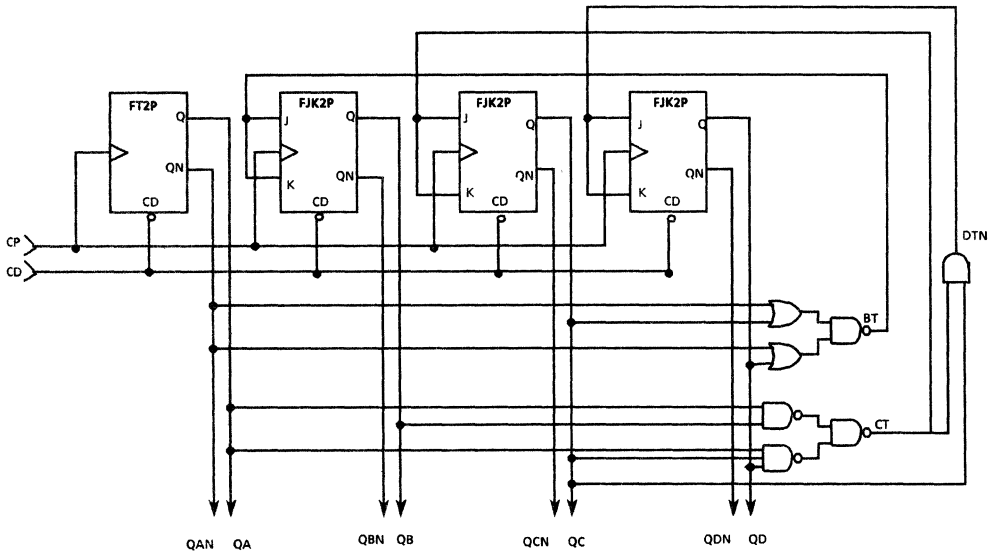 FT2P FJK2P FJK2P FJK2P
Q J Q J Q J Q
QN K QN K QN K QN
CD CD CD CD
CP
CD
DTN
BT
CT
QAN QA QBN QB QCN QC QDN QD